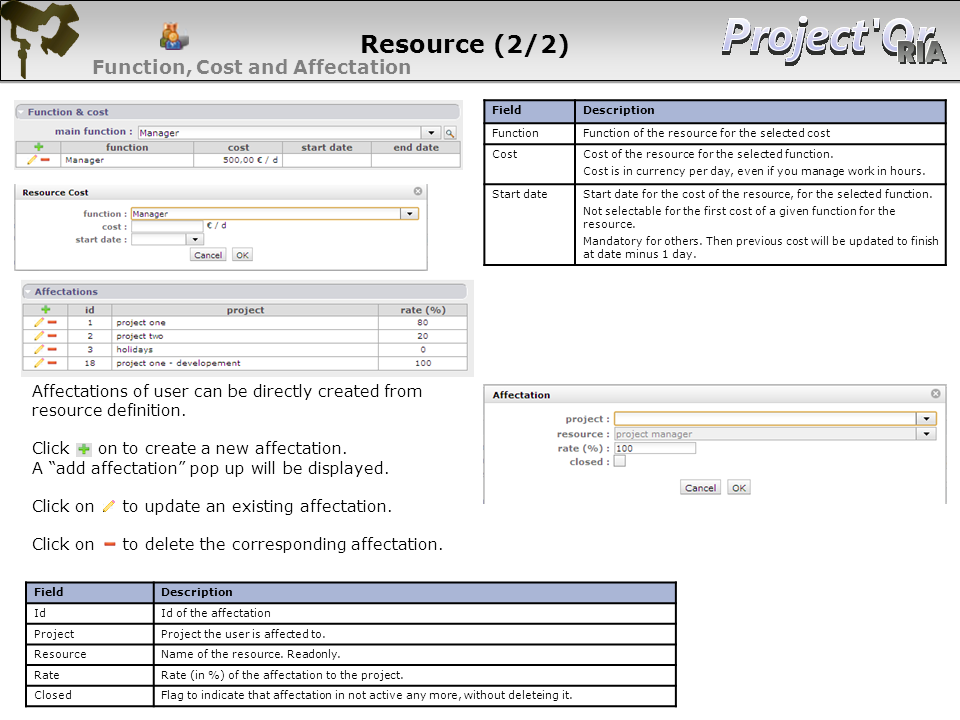 Resource (2/2)
Project'Or
RIA
Function, Cost and Affectation
Function & cost
main function : Manager
function cost start date end date
Manager 500,00 € / d
Resource Cost
function : Manager
cost : € / d
start date :
Cancel OK
Field Description
Function Function of the resource for the selected cost
Cost Cost of the resource for the selected function.
Cost is in currency per day, even if you manage work in hours.
Start date Start date for the cost of the resource, for the selected function.
Not selectable for the first cost of a given function for the
resource.
Mandatory for others. Then previous cost will be updated to finish
at date minus 1 day.
Affectations
id project rate (%)
1 project one 80
2 project two 20
3 holidays 0
18 project one - developement 100
Affectations of user can be directly created from
resource definition.
Click on to create a new affectation.
A “add affectation” pop up will be displayed.
Click on to update an existing affectation.
Click on to delete the corresponding affectation.
Affectation
project :
resource : project manager
rate (%) : 100
closed :
Cancel OK
Field Description
Id Id of the affectation
Project Project the user is affected to.
Resource Name of the resource. Readonly.
Rate Rate (in %) of the affectation to the project.
Closed Flag to indicate that affectation in not active any more, without deleteing it.